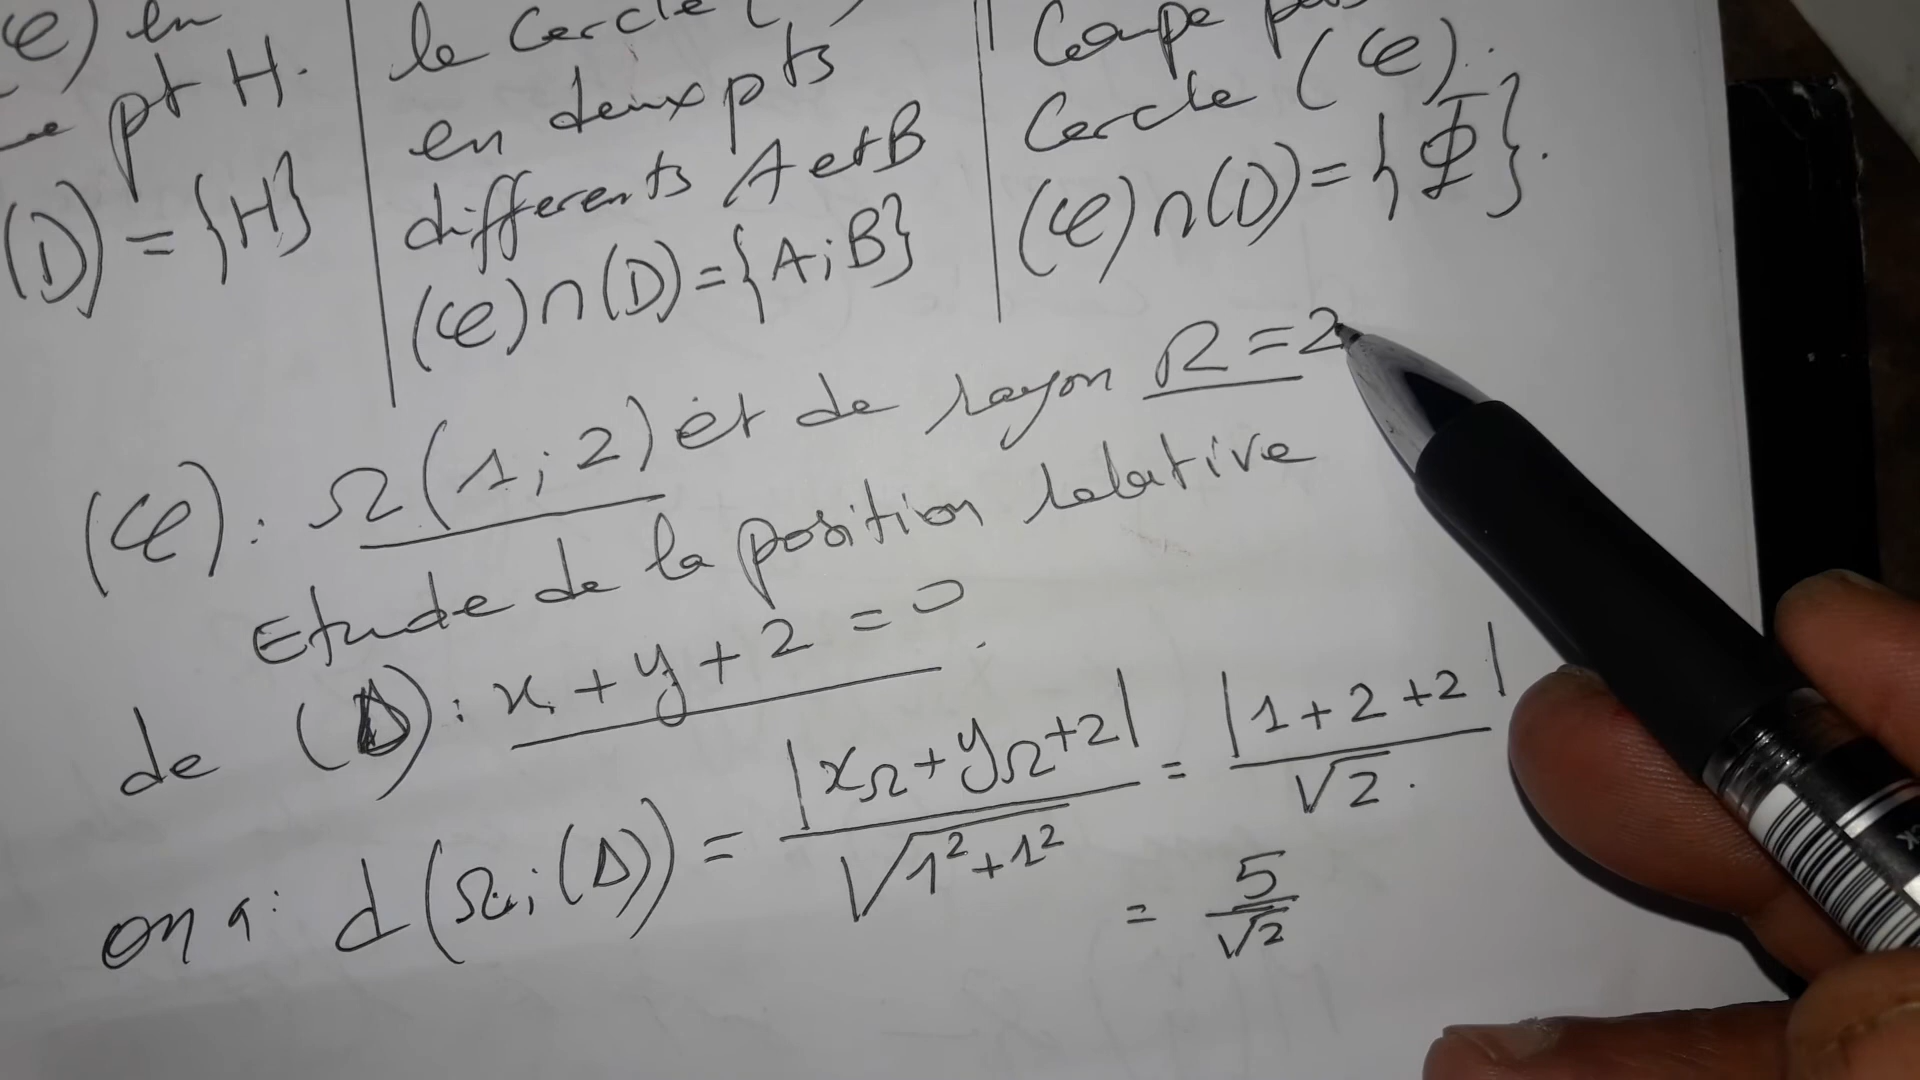 (C) en
pt H.
(D) = {H}
le Cercle (
en deux pts
differents A et B
(C) ∩ (D) = {A; B}
Coupe pas
Cercle (C).
(C) ∩ (D) = {Φ}.
(C): Ω(1; 2) et de rayon R = 2
Etude de la position relative
de (Δ): x + y + 2 = 0.
on a: d(Ω; (Δ)) = |xΩ + yΩ + 2| / √(1² + 1²) = |1 + 2 + 2| / √2.
= 5/√2